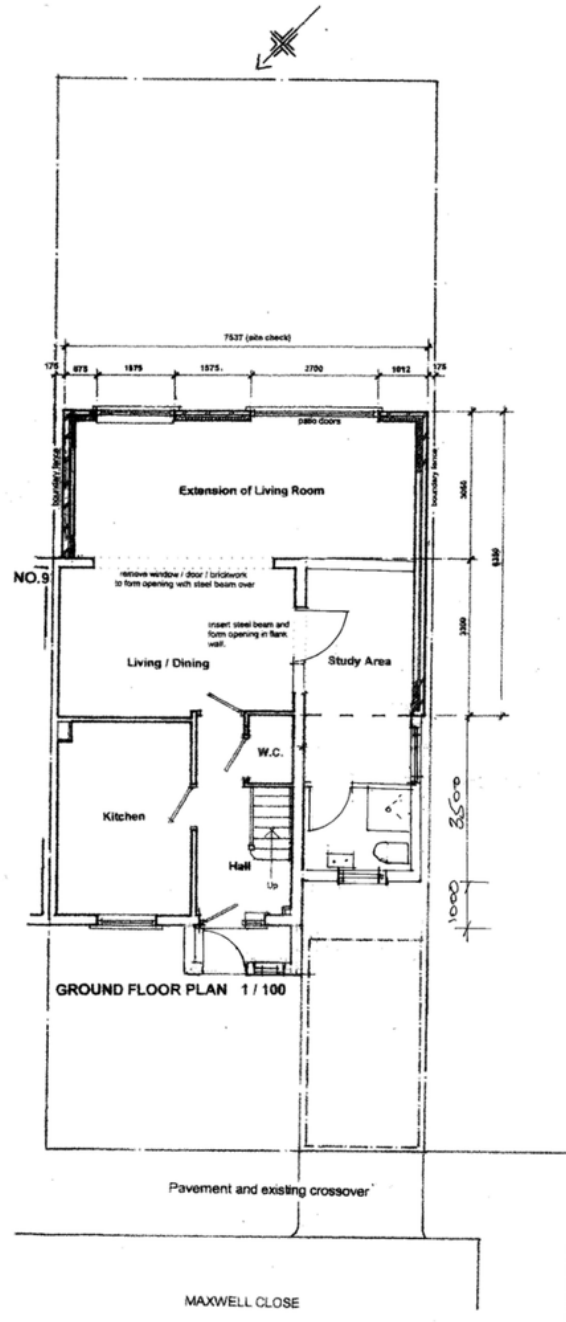 7537 (site check)
175 675 1875 1575. 2700 1012 175
patio doors
boundary fence
boundary fence
Extension of Living Room
3050
6350
NO.9
remove window / door / brickwork
to form opening with steel beam over
insert steel beam and
form opening in flank
wall.
3300
Living / Dining
Study Area
W.C.
Kitchen
3500
Hall
Up
1000
GROUND FLOOR PLAN 1 / 100
Pavement and existing crossover
MAXWELL CLOSE